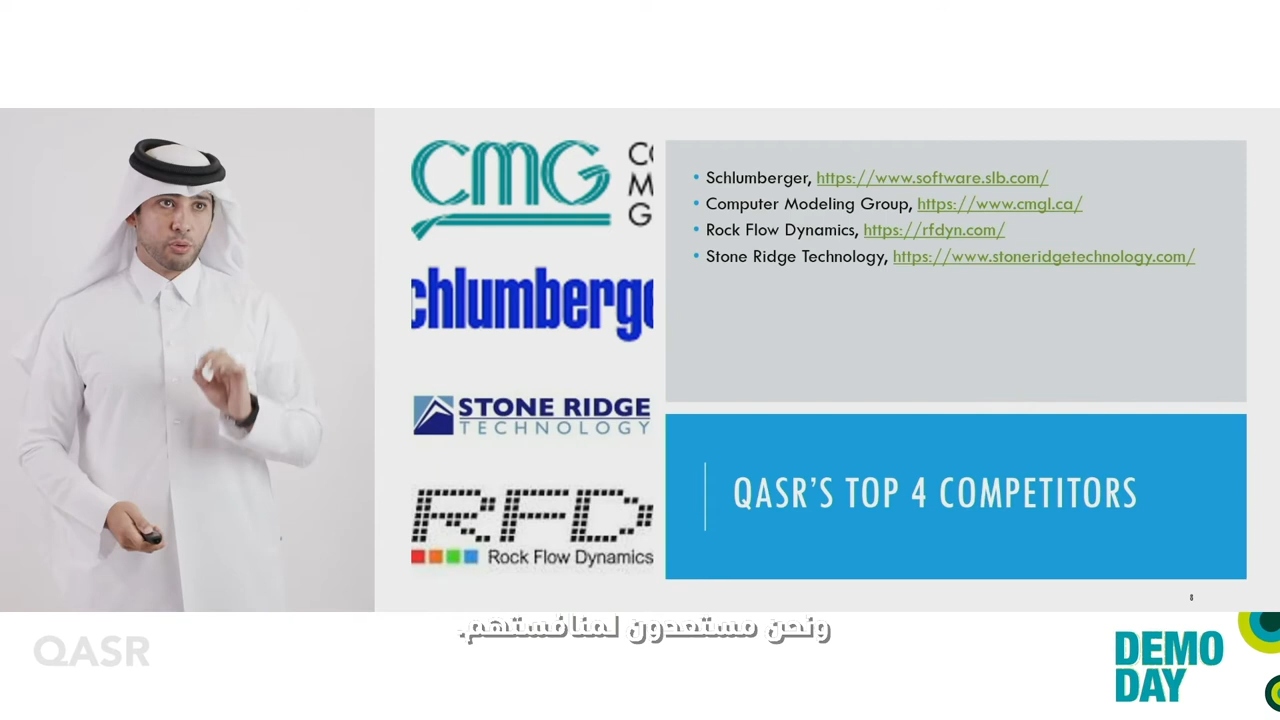 CMG
CO
M
G
chlumberge
STONE RIDGE
TECHNOLOGY
RFD
Rock Flow Dynamics
• Schlumberger, https://www.software.slb.com/
• Computer Modeling Group, https://www.cmgl.ca/
• Rock Flow Dynamics, https://rfdyn.com/
• Stone Ridge Technology, https://www.stoneridgetechnology.com/
QASR'S TOP 4 COMPETITORS
ونحن مستعدون لمنافستهم.
QASR
DEMO
DAY